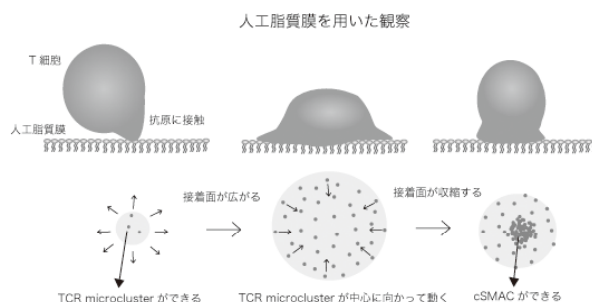 人工脂質膜を用いた観察
T 細胞
抗原に接触
人工脂質膜
接着面が広がる
接着面が収縮する
TCR microcluster ができる
TCR microcluster が中心に向かって動く
cSMAC ができる